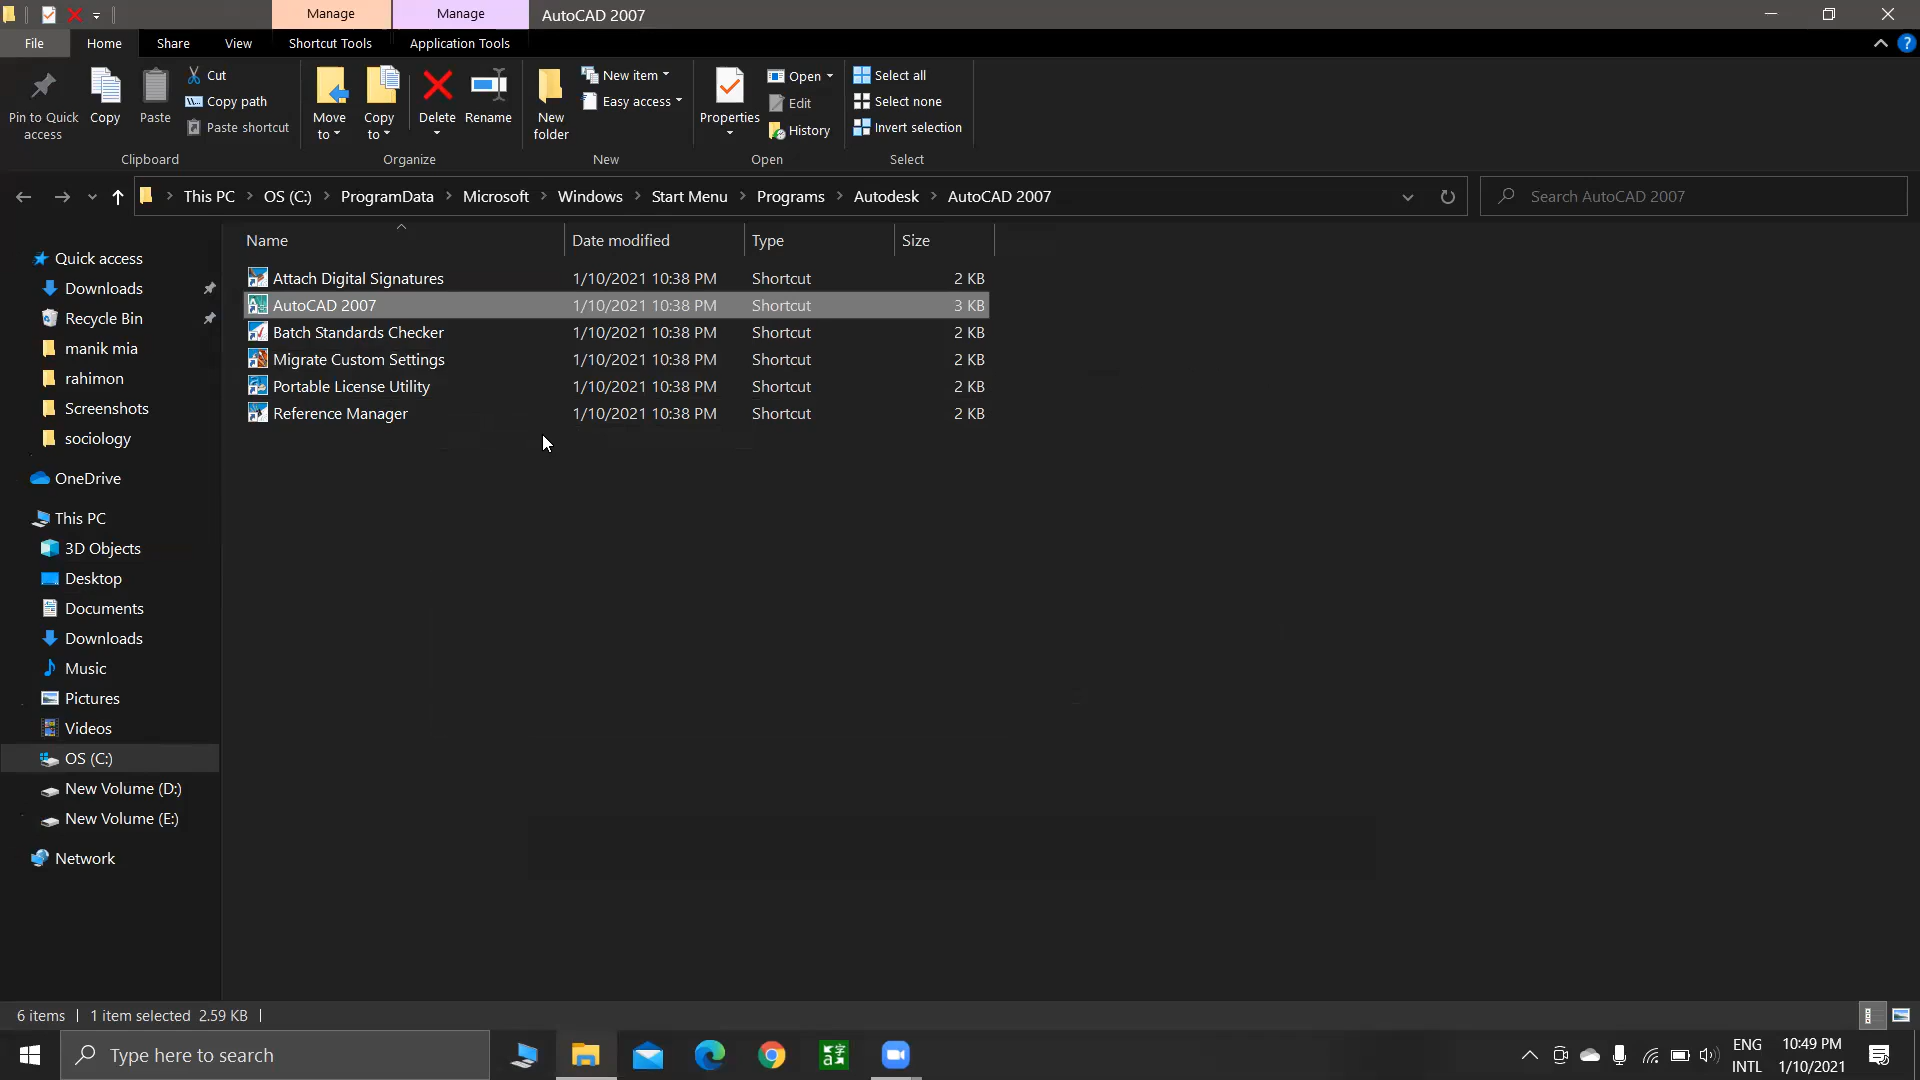 Manage Manage AutoCAD 2007
File Home Share View Shortcut Tools Application Tools
Pin to Quick access
Copy
Paste
Cut
Copy path
Paste shortcut
Clipboard
Move to
Copy to
Delete
Rename
Organize
New folder
New item
Easy access
New
Properties
Open
Edit
History
Open
Select all
Select none
Invert selection
Select
This PC > OS (C:) > ProgramData > Microsoft > Windows > Start Menu > Programs > Autodesk > AutoCAD 2007
Search AutoCAD 2007
Name Date modified Type Size
Attach Digital Signatures 1/10/2021 10:38 PM Shortcut 2 KB
AutoCAD 2007 1/10/2021 10:38 PM Shortcut 3 KB
Batch Standards Checker 1/10/2021 10:38 PM Shortcut 2 KB
Migrate Custom Settings 1/10/2021 10:38 PM Shortcut 2 KB
Portable License Utility 1/10/2021 10:38 PM Shortcut 2 KB
Reference Manager 1/10/2021 10:38 PM Shortcut 2 KB
Quick access
Downloads
Recycle Bin
manik mia
rahimon
Screenshots
sociology
OneDrive
This PC
3D Objects
Desktop
Documents
Downloads
Music
Pictures
Videos
OS (C:)
New Volume (D:)
New Volume (E:)
Network
6 items 1 item selected 2.59 KB
Type here to search
ENG
INTL
10:49 PM
1/10/2021